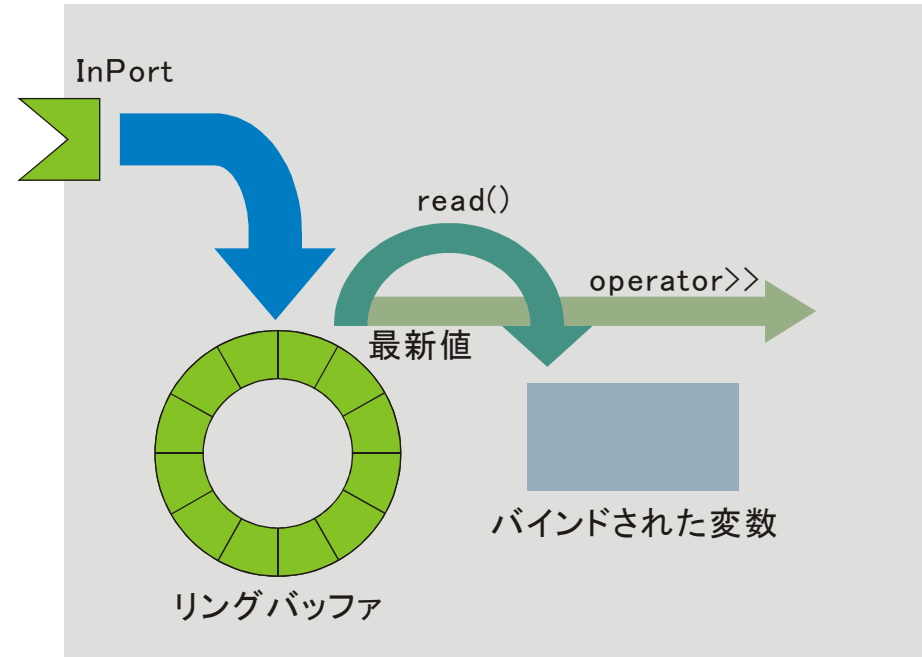 InPort
read()
operator>>
最新値
バインドされた変数
リングバッファ